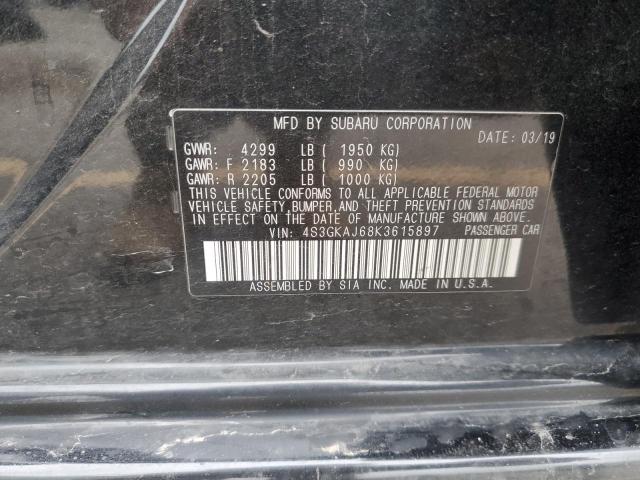 MFD BY SUBARU CORPORATION
DATE: 03/19
GVWR: 4299 LB ( 1950 KG)
GAWR: F 2183 LB ( 990 KG)
GAWR: R 2205 LB ( 1000 KG)
THIS VEHICLE CONFORMS TO ALL APPLICABLE FEDERAL MOTOR
VEHICLE SAFETY, BUMPER, AND THEFT PREVENTION STANDARDS
IN EFFECT ON THE DATE OF MANUFACTURE SHOWN ABOVE.
VIN: 4S3GKAJ68K3615897 PASSENGER CAR
ASSEMBLED BY SIA INC. MADE IN U.S.A.